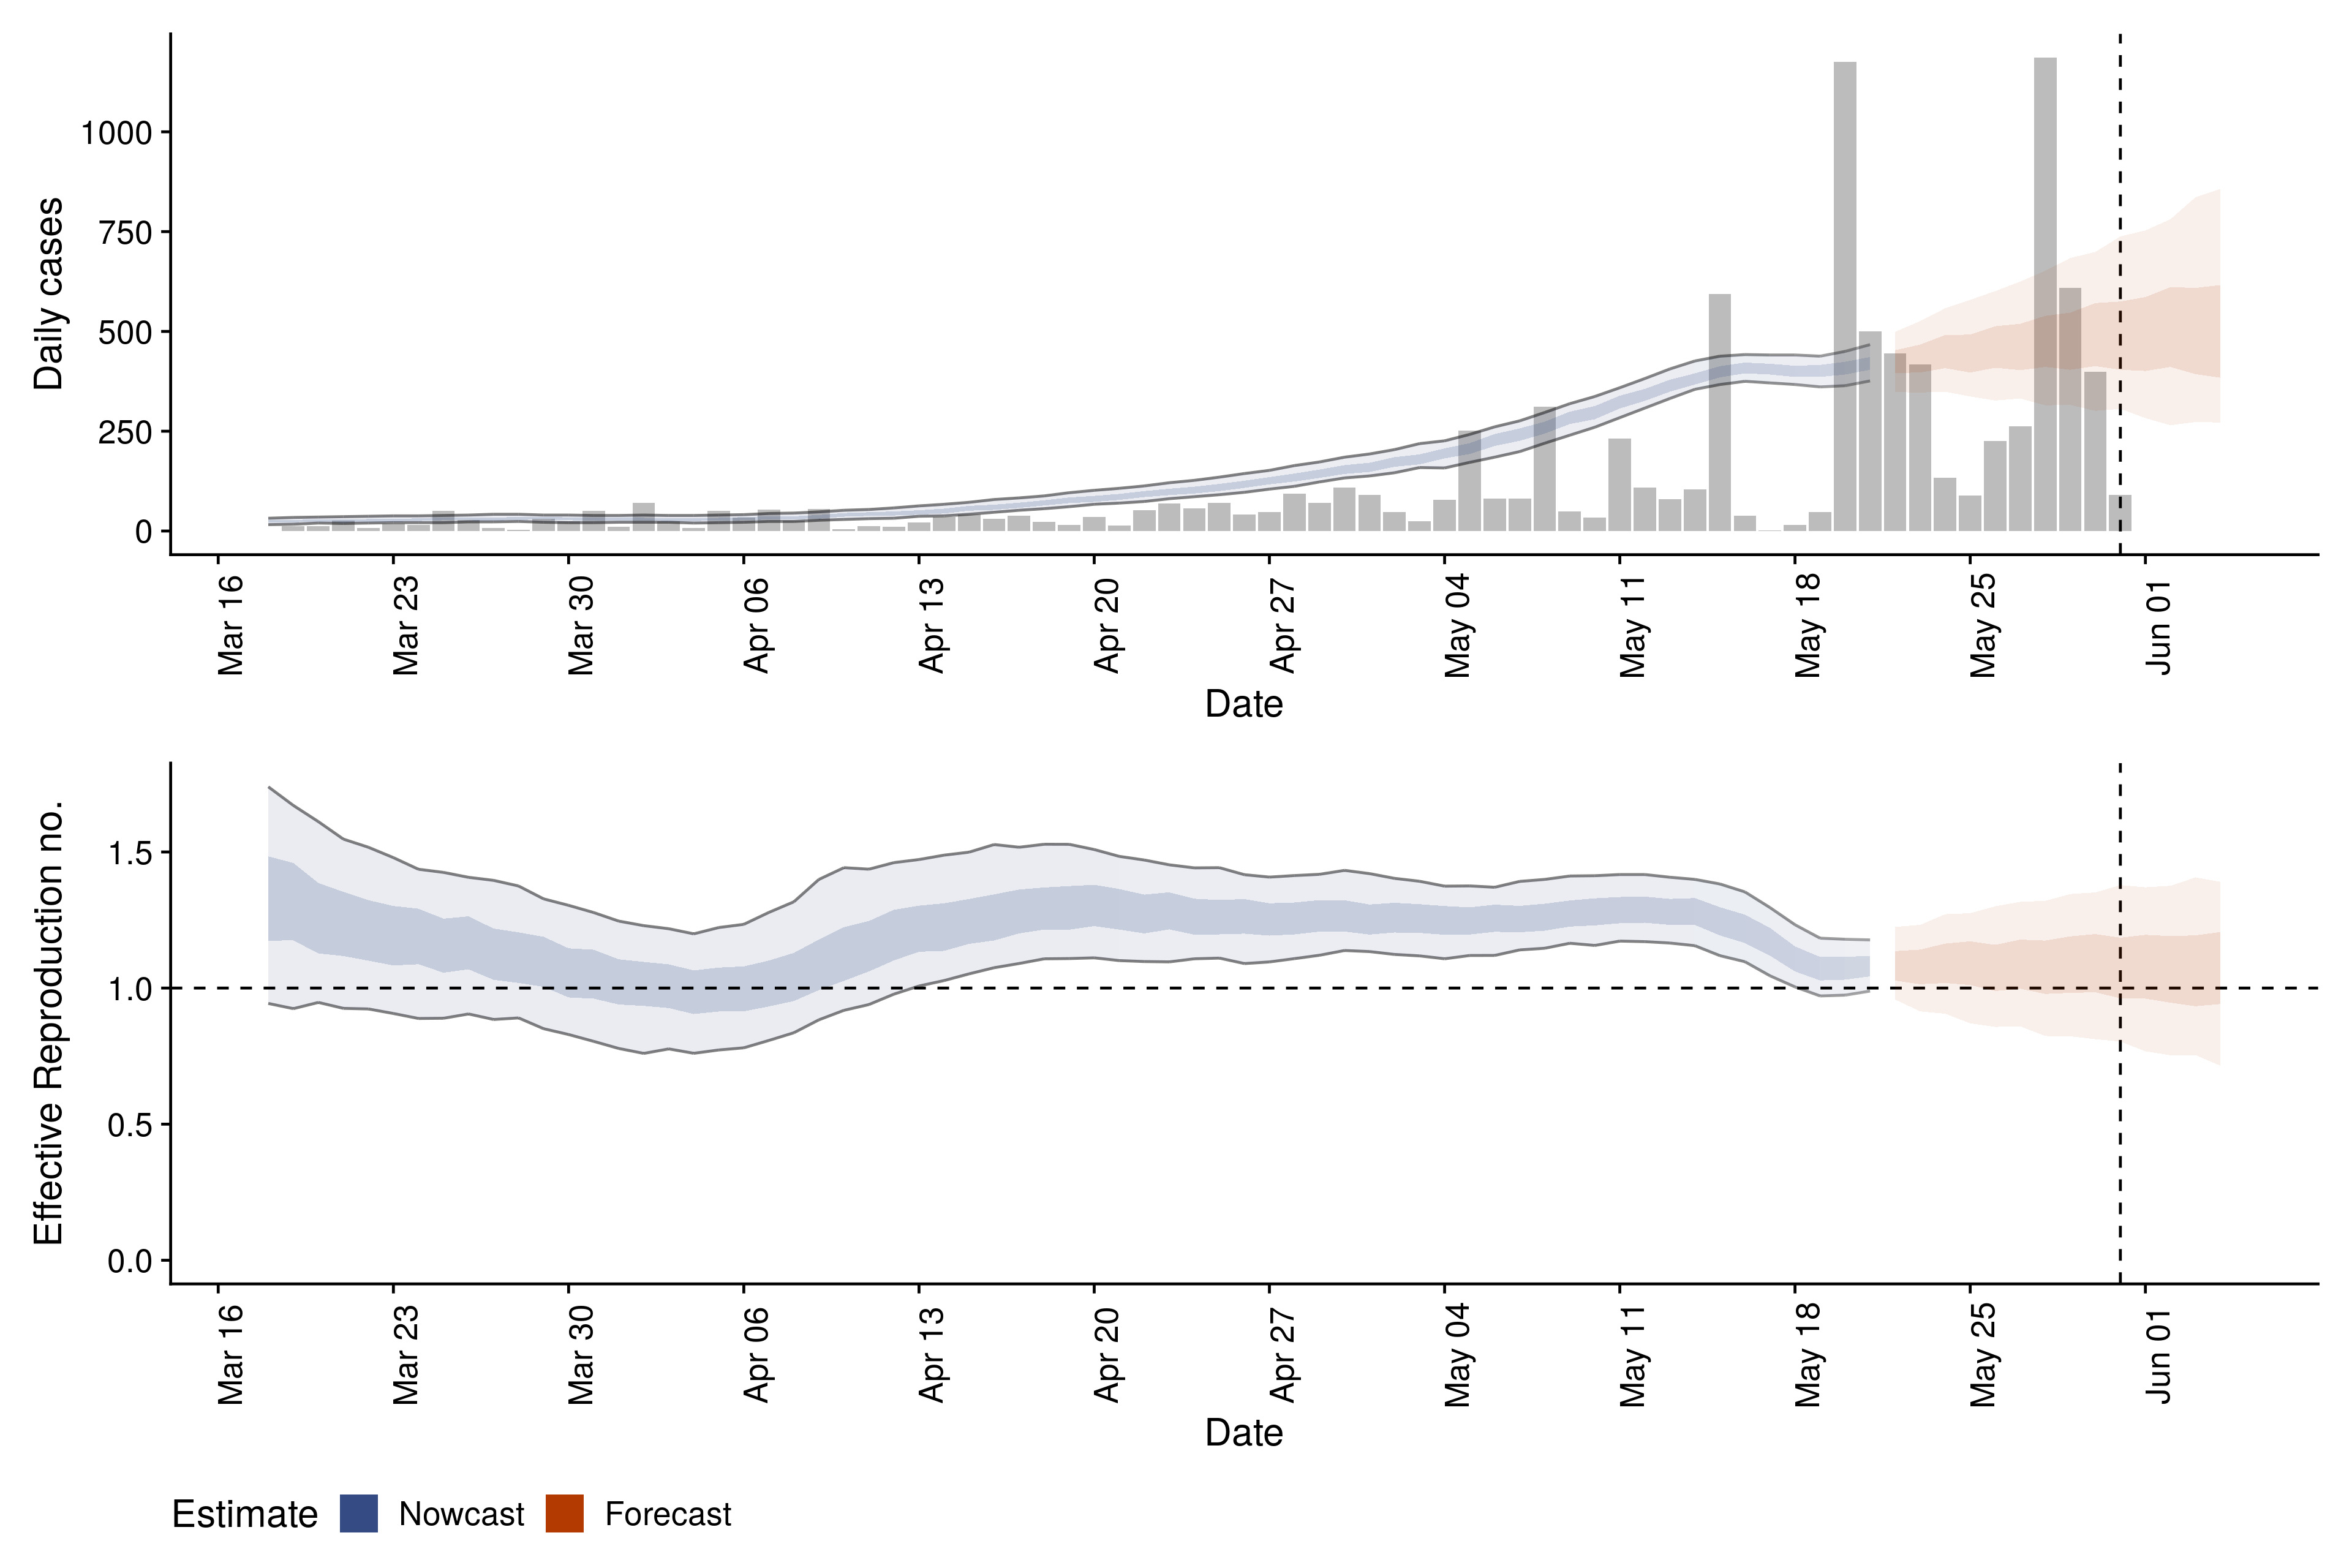 Daily cases
1000
750
500
250
0
Mar 16
Mar 23
Mar 30
Apr 06
Apr 13
Apr 20
Apr 27
May 04
May 11
May 18
May 25
Jun 01
Date
Effective Reproduction no.
1.5
1.0
0.5
0.0
Mar 16
Mar 23
Mar 30
Apr 06
Apr 13
Apr 20
Apr 27
May 04
May 11
May 18
May 25
Jun 01
Date
Estimate Nowcast Forecast